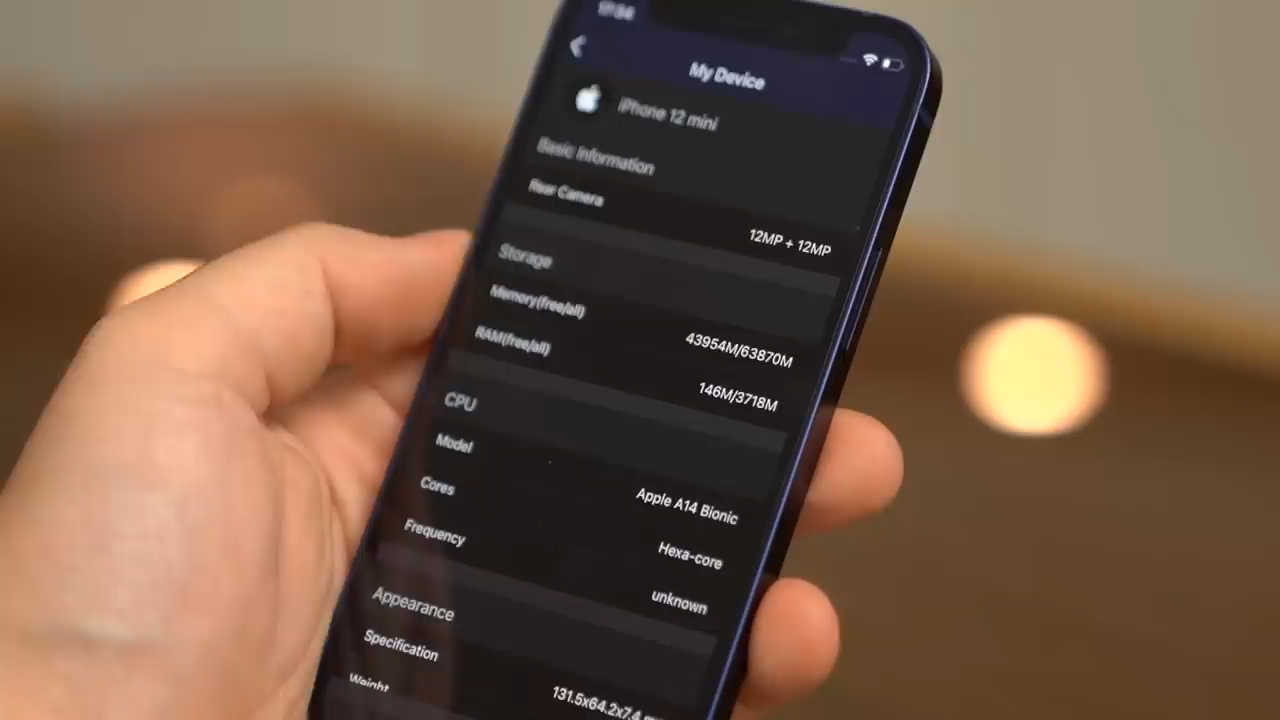 My Device
iPhone 12 mini
Basic Information
Rear Camera
12MP + 12MP
Storage
Memory(free/all)
43954M/63870M
RAM(free/all)
146M/3718M
CPU
Model
Apple A14 Bionic
Cores
Hexa-core
Frequency
unknown
Appearance
Specification
131.5x64.2x7.4
Weight